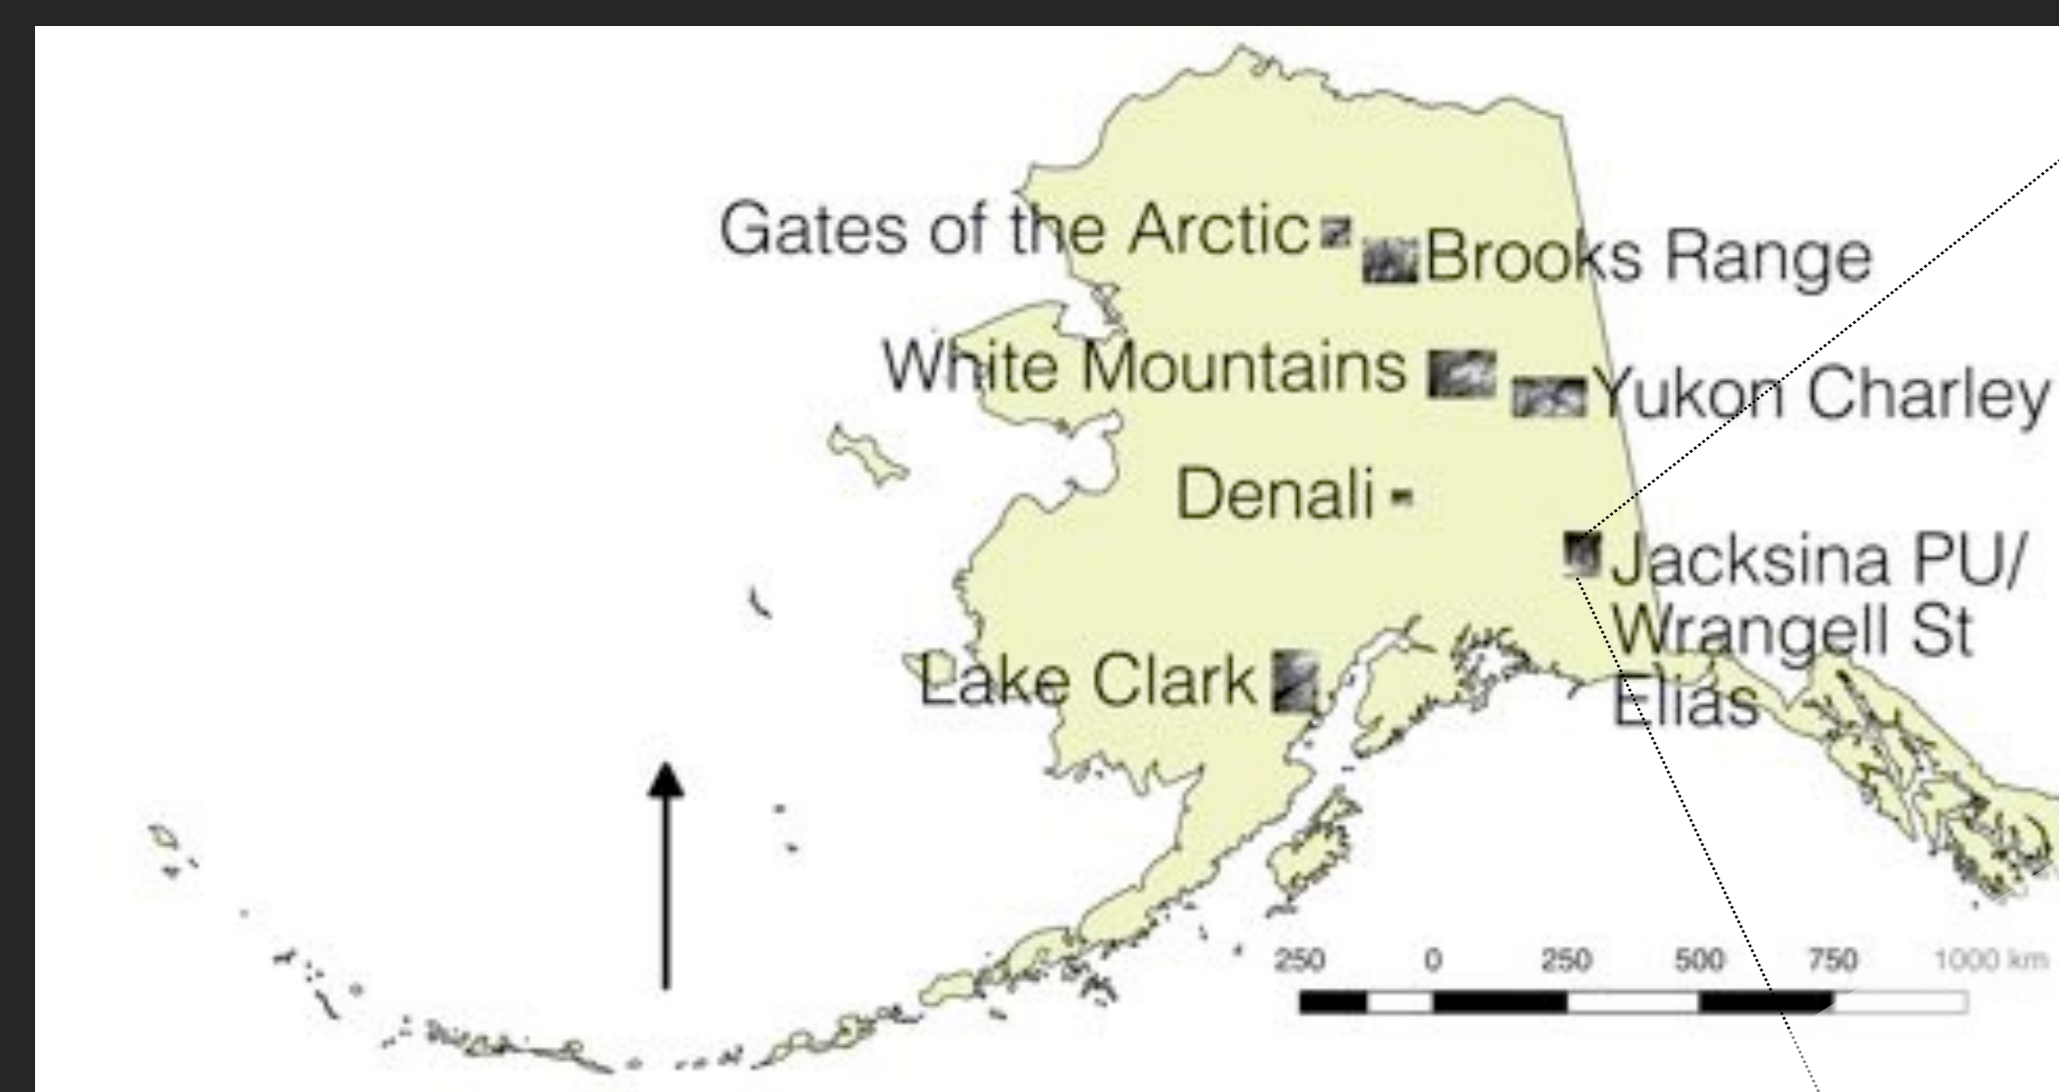 Gates of the Arctic
Brooks Range
White Mountains
Yukon Charley
Denali
Jacksina PU/
Wrangell St
Elias
Lake Clark
250 0 250 500 750 1000 km